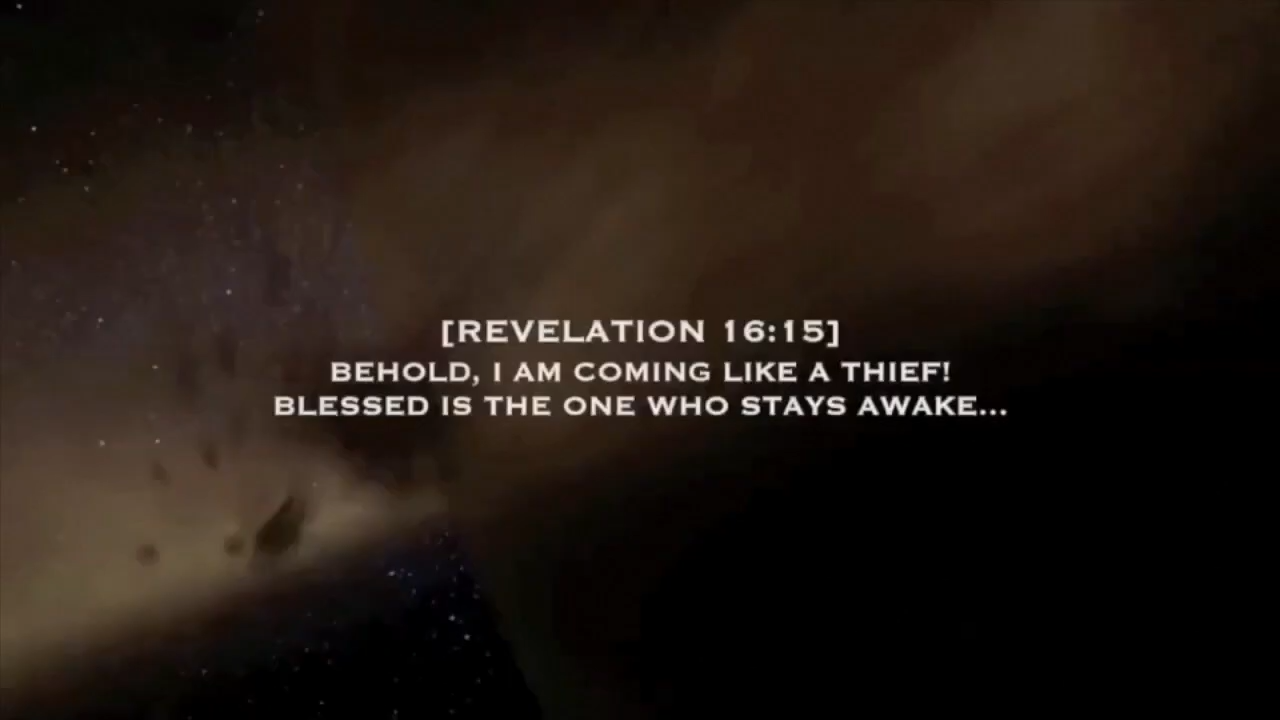 [REVELATION 16:15]
BEHOLD, I AM COMING LIKE A THIEF!
BLESSED IS THE ONE WHO STAYS AWAKE...